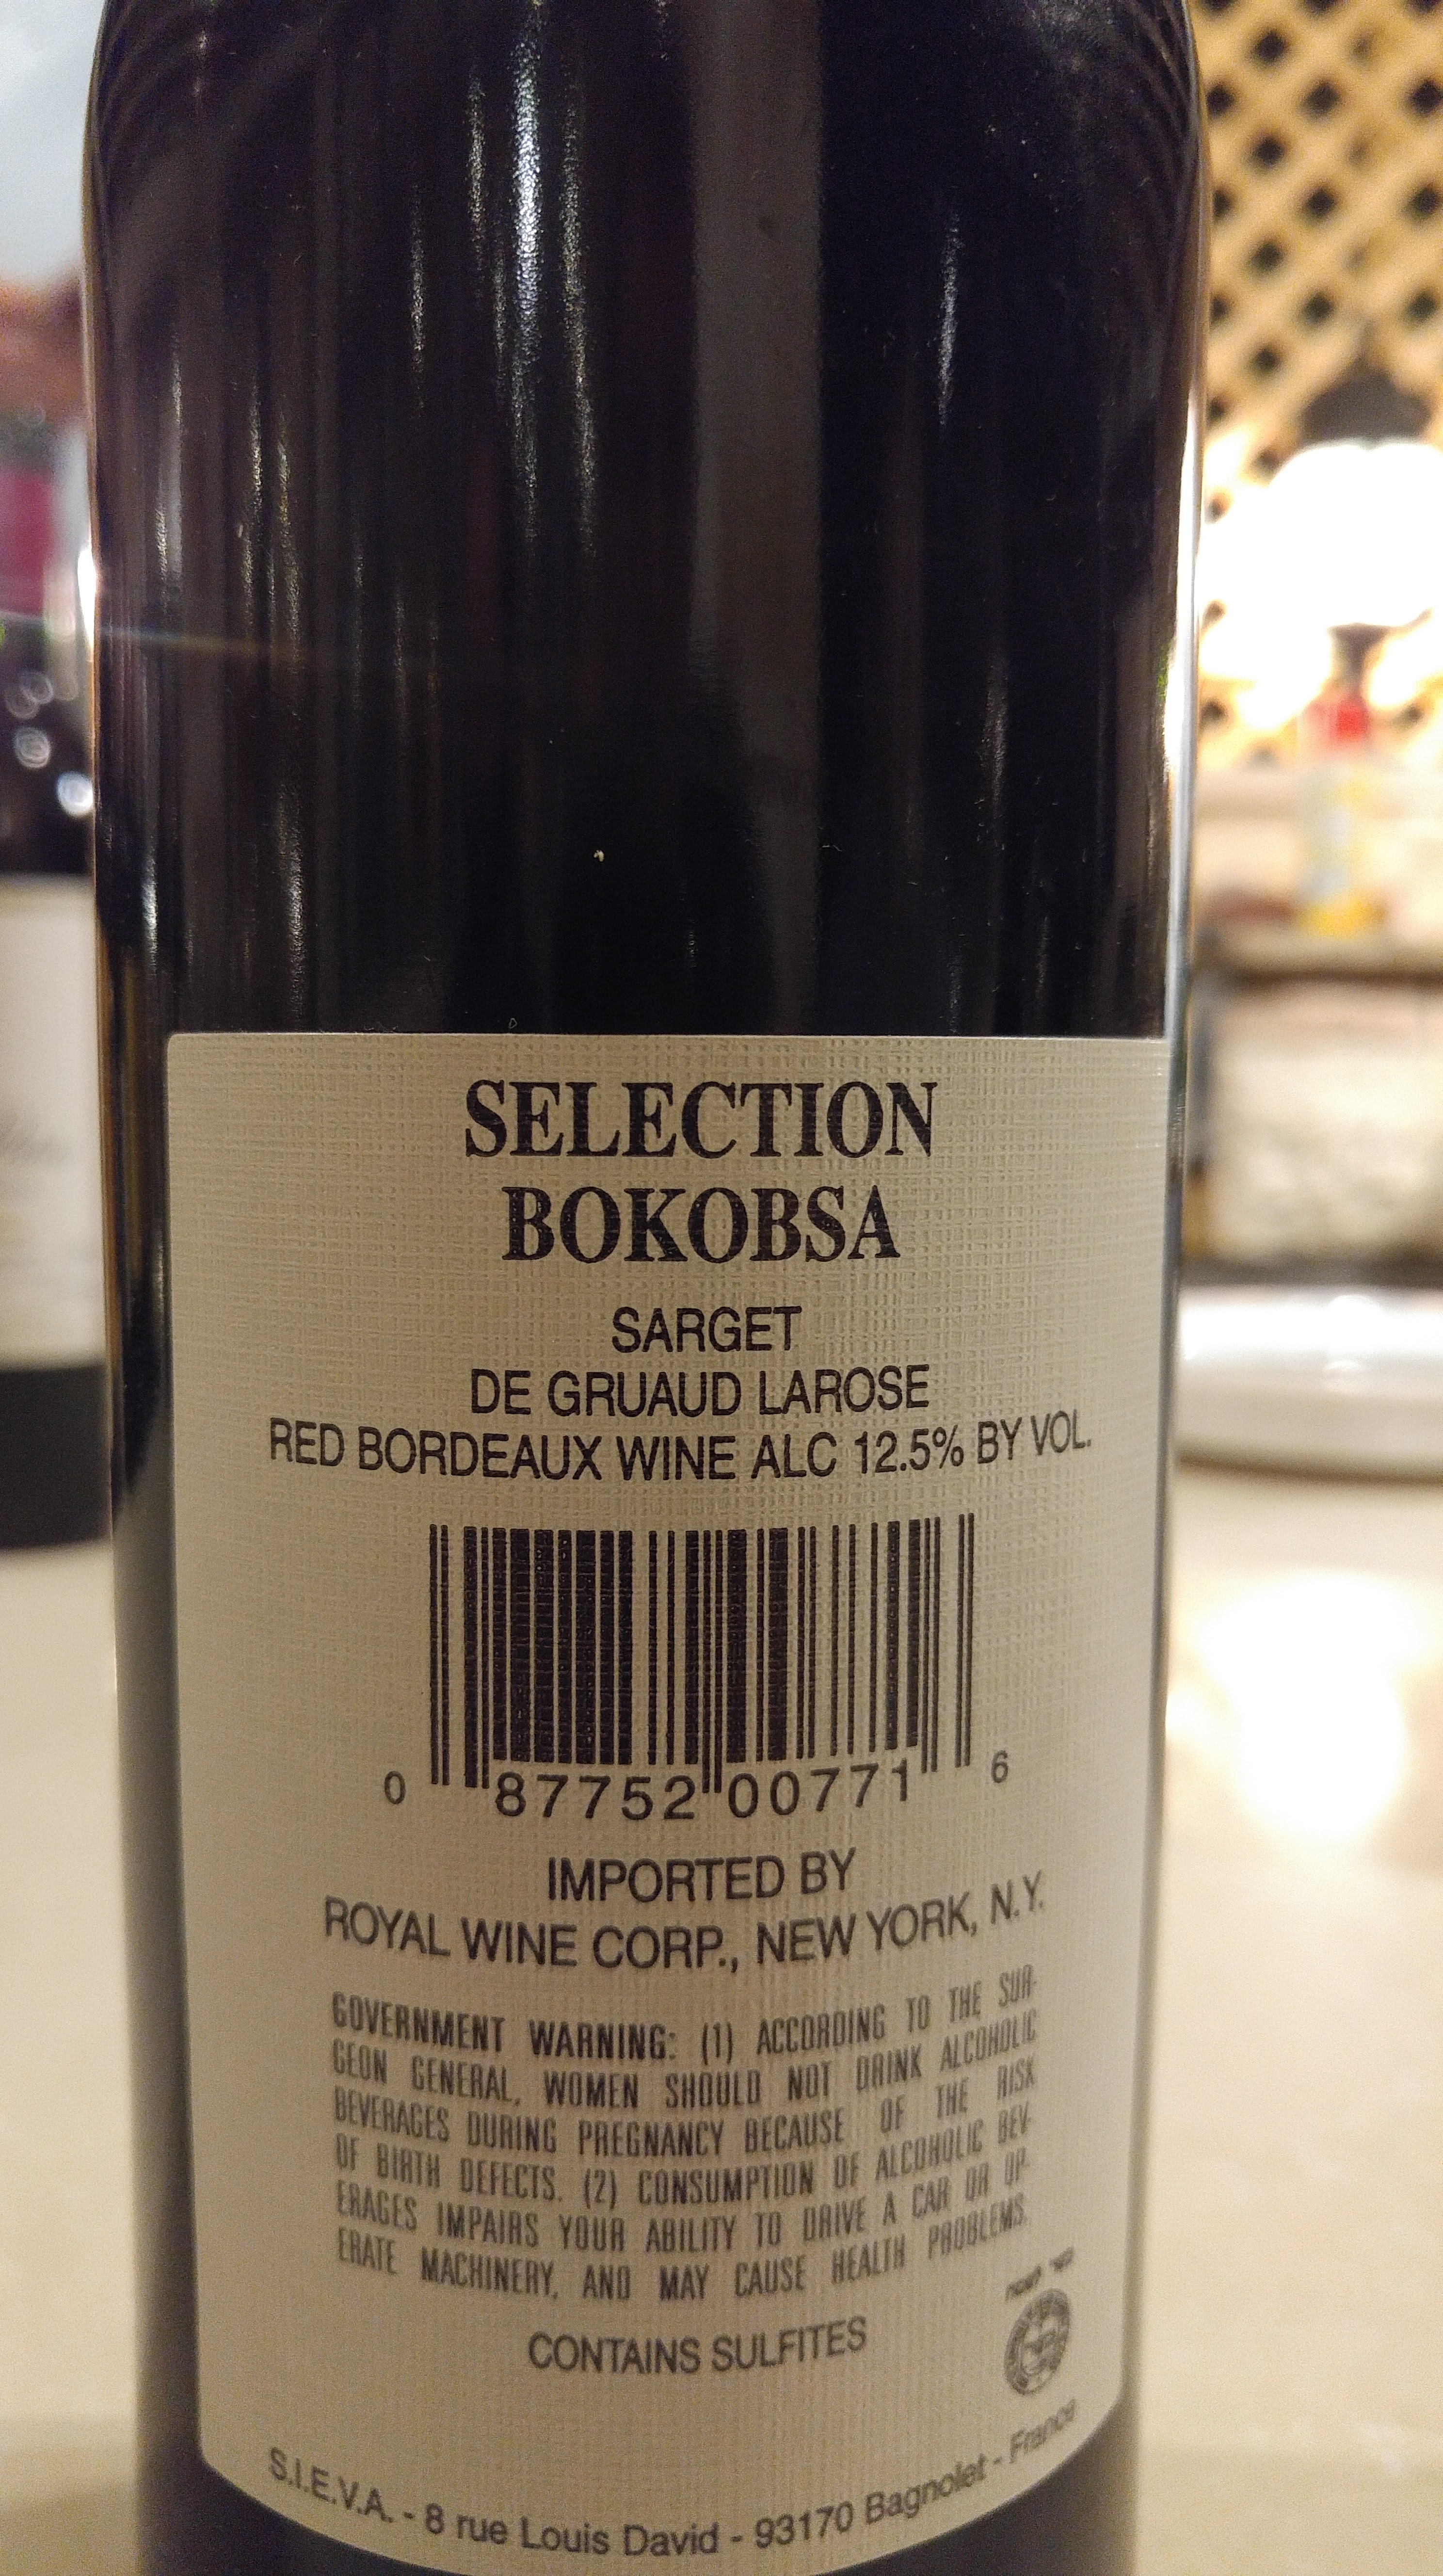 SELECTION
BOKOBSA
SARGET
DE GRUAUD LAROSE
RED BORDEAUX WINE ALC 12.5% BY VOL.
0 87752 00771 6
IMPORTED BY
ROYAL WINE CORP., NEW YORK, N.Y.
GOVERNMENT WARNING: (1) ACCORDING TO THE SUR-
GEON GENERAL, WOMEN SHOULD NOT DRINK ALCOHOLIC
BEVERAGES DURING PREGNANCY BECAUSE OF THE RISK
OF BIRTH DEFECTS. (2) CONSUMPTION OF ALCOHOLIC BEV-
ERAGES IMPAIRS YOUR ABILITY TO DRIVE A CAR OR OP-
ERATE MACHINERY, AND MAY CAUSE HEALTH PROBLEMS.
CONTAINS SULFITES
S.I.E.V.A. - 8 rue Louis David - 93170 Bagnolet - France